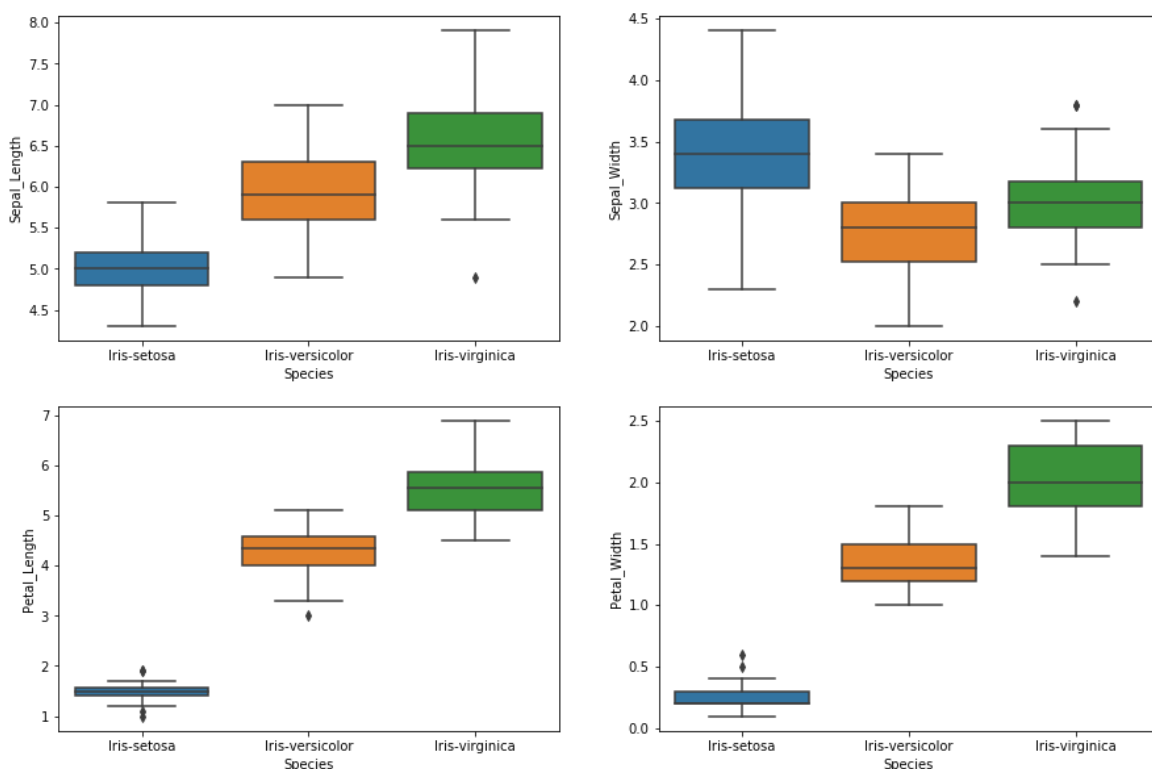 Sepal_Length
8.0
7.5
7.0
6.5
6.0
5.5
5.0
4.5
Iris-setosa Iris-versicolor Iris-virginica
Species
Sepal_Width
4.5
4.0
3.5
3.0
2.5
2.0
Iris-setosa Iris-versicolor Iris-virginica
Species
Petal_Length
7
6
5
4
3
2
1
Iris-setosa Iris-versicolor Iris-virginica
Species
Petal_Width
2.5
2.0
1.5
1.0
0.5
0.0
Iris-setosa Iris-versicolor Iris-virginica
Species